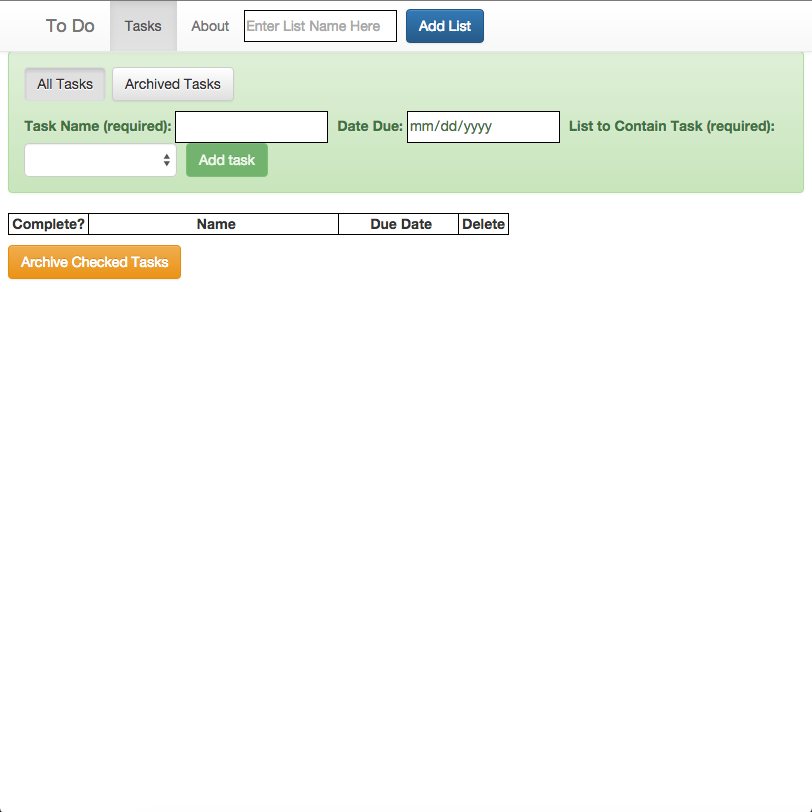 To Do Tasks About Enter List Name Here Add List
All Tasks Archived Tasks
Task Name (required): Date Due: mm/dd/yyyy List to Contain Task (required):
Add task
Complete? Name Due Date Delete
Archive Checked Tasks